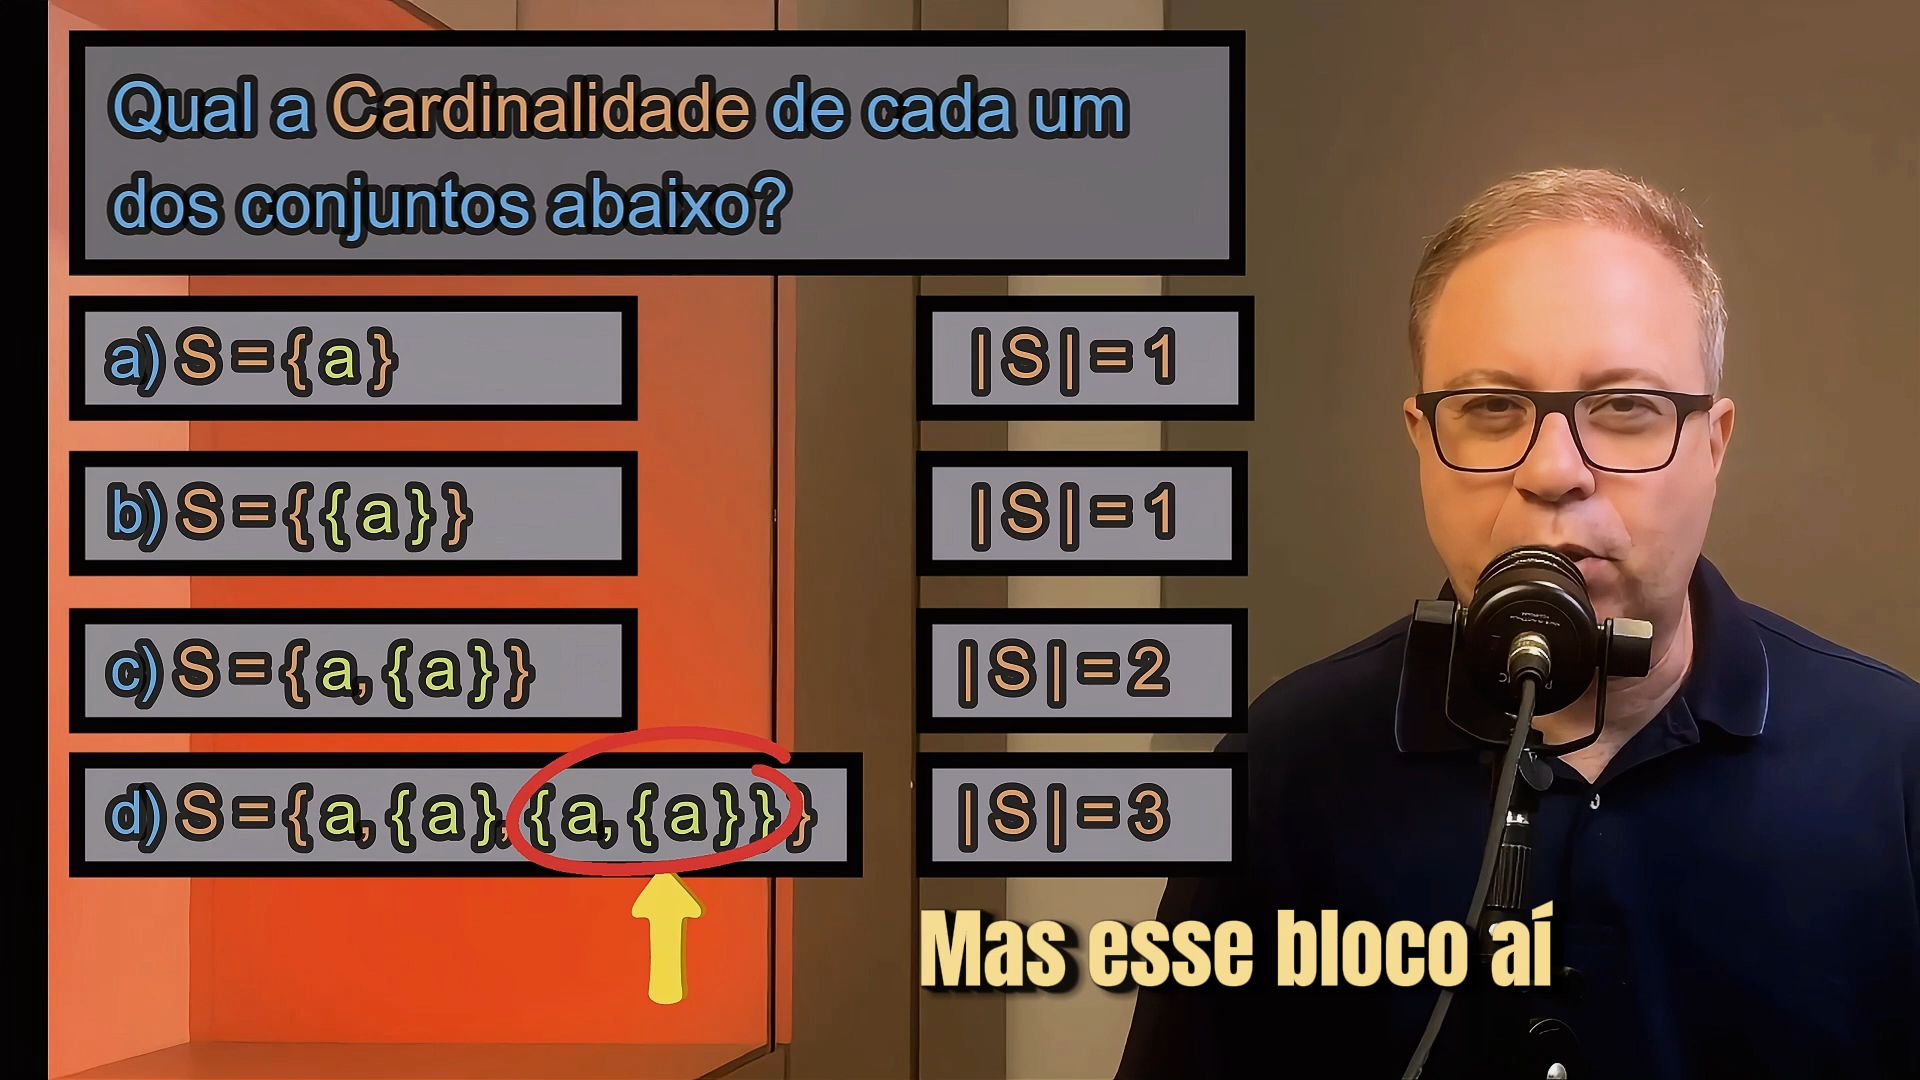 Qual a Cardinalidade de cada um
dos conjuntos abaixo?
a) S = { a }
|S| = 1
b) S = { { a } }
|S| = 1
c) S = { a, { a } }
|S| = 2
d) S = { a, { a }, { a, { a } } }
|S| = 3
Mas esse bloco aí